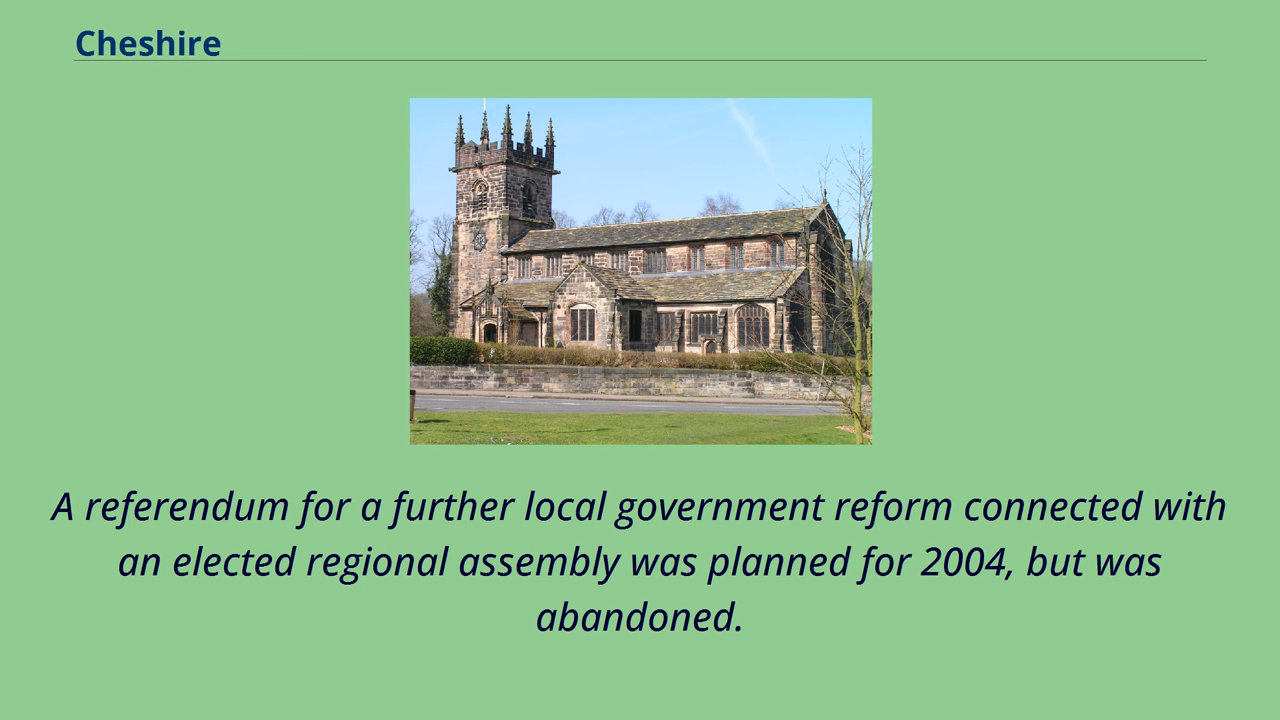 Cheshire
A referendum for a further local government reform connected with
an elected regional assembly was planned for 2004, but was
abandoned.